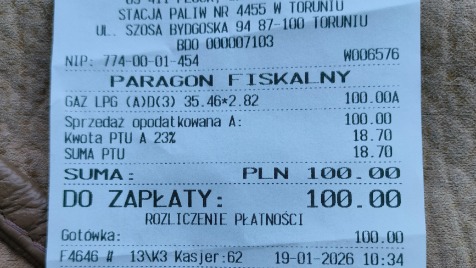 STACJA PALIW NR 4455 W TORUNIU
UL. SZOSA BYDGOSKA 94 87-100 TORUNIU
BDO 000007103
NIP: 774-00-01-454 W006576
PARAGON FISKALNY
GAZ LPG (A)D(3) 35.46*2.82 100.00A
Sprzedaż opodatkowana A: 100.00
Kwota PTU A 23% 18.70
SUMA PTU 18.70
SUMA: PLN 100.00
DO ZAPŁATY: 100.00
ROZLICZENIE PŁATNOŚCI
Gotówka: 100.00
F4646 # 13\K3 Kasjer:62 19-01-2026 10:34